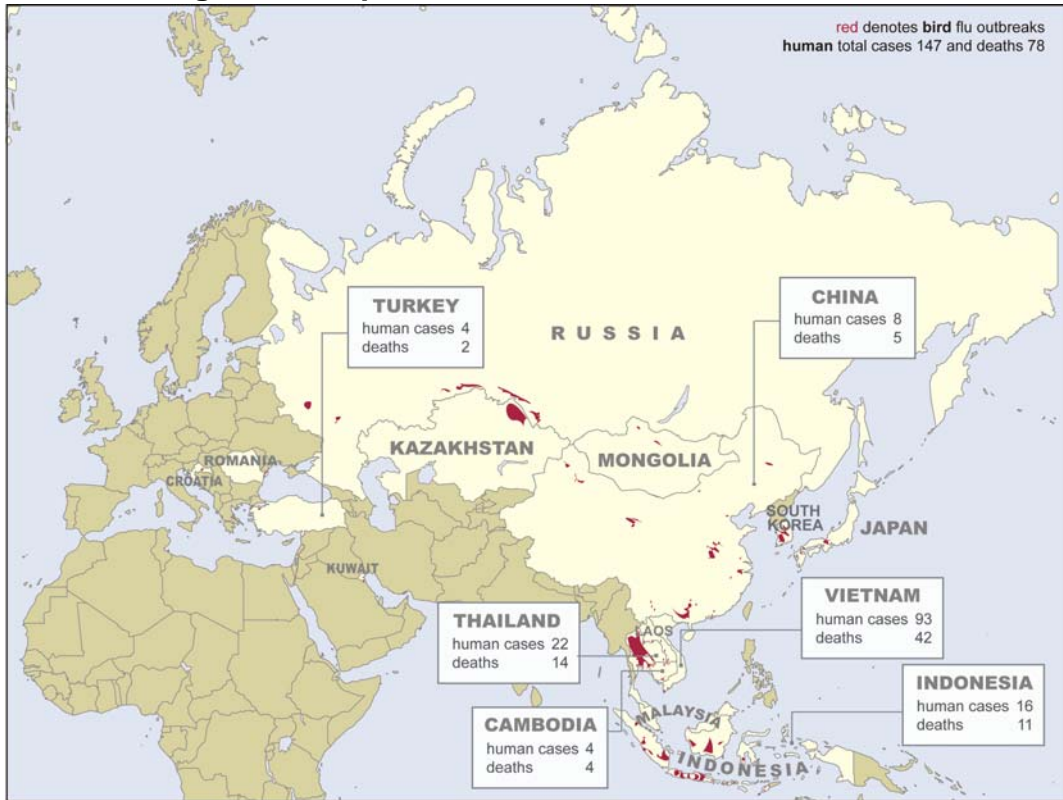 red denotes bird flu outbreaks
human total cases 147 and deaths 78
TURKEY
human cases 4
deaths 2
CHINA
human cases 8
deaths 5
RUSSIA
KAZAKHSTAN
MONGOLIA
ROMANIA
CROATIA
SOUTH
KOREA
JAPAN
KUWAIT
THAILAND
human cases 22
deaths 14
LAOS
VIETNAM
human cases 93
deaths 42
CAMBODIA
human cases 4
deaths 4
MALAYSIA
INDONESIA
INDONESIA
human cases 16
deaths 11